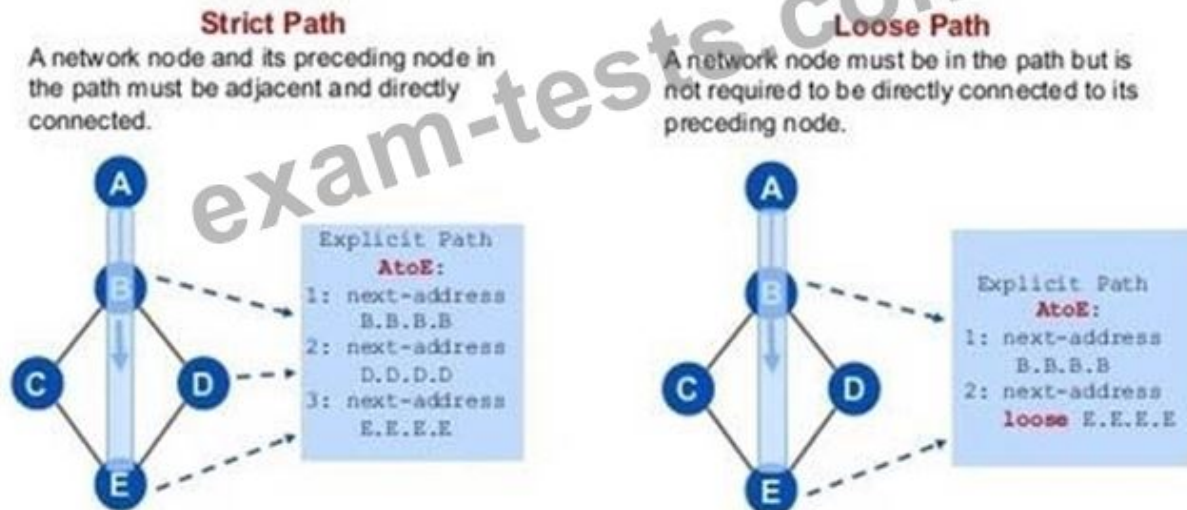 Strict Path
A network node and its preceding node in
the path must be adjacent and directly
connected.
A
B
C
D
E
Explicit Path
AtoE:
1: next-address
B.B.B.B
2: next-address
D.D.D.D
3: next-address
E.E.E.E
Loose Path
A network node must be in the path but is
not required to be directly connected to its
preceding node.
A
B
C
D
E
Explicit Path
AtoE:
1: next-address
B.B.B.B
2: next-address
loose E.E.E.E
exam-tests.com